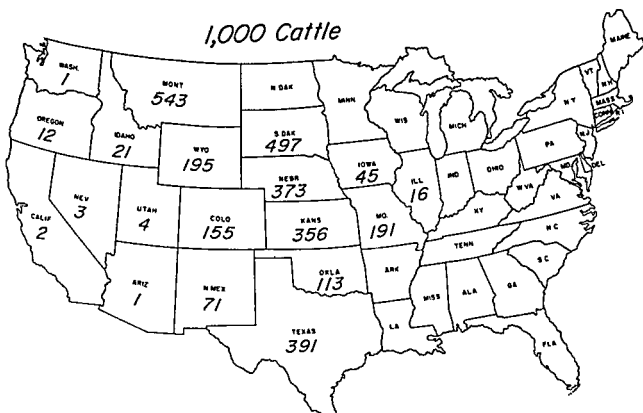 1,000 Cattle
WASH.
1
OREGON
12
CALIF
2
NEV
3
IDAHO
21
MONT
543
WYO
195
UTAH
4
COLO
155
ARIZ
1
N MEX
71
N DAK
S DAK
497
NEBR
373
KANS
356
OKLA
113
TEXAS
391
MINN
IOWA
45
MO.
191
ARK
LA
WIS
ILL
16
MICH
IND
OHIO
KY
TENN
MISS
ALA
GA
FLA
S C
N C
VA
W VA
PA
N Y
VT
N H
MAINE
MASS
CONN
R I
N J
DEL
MD.